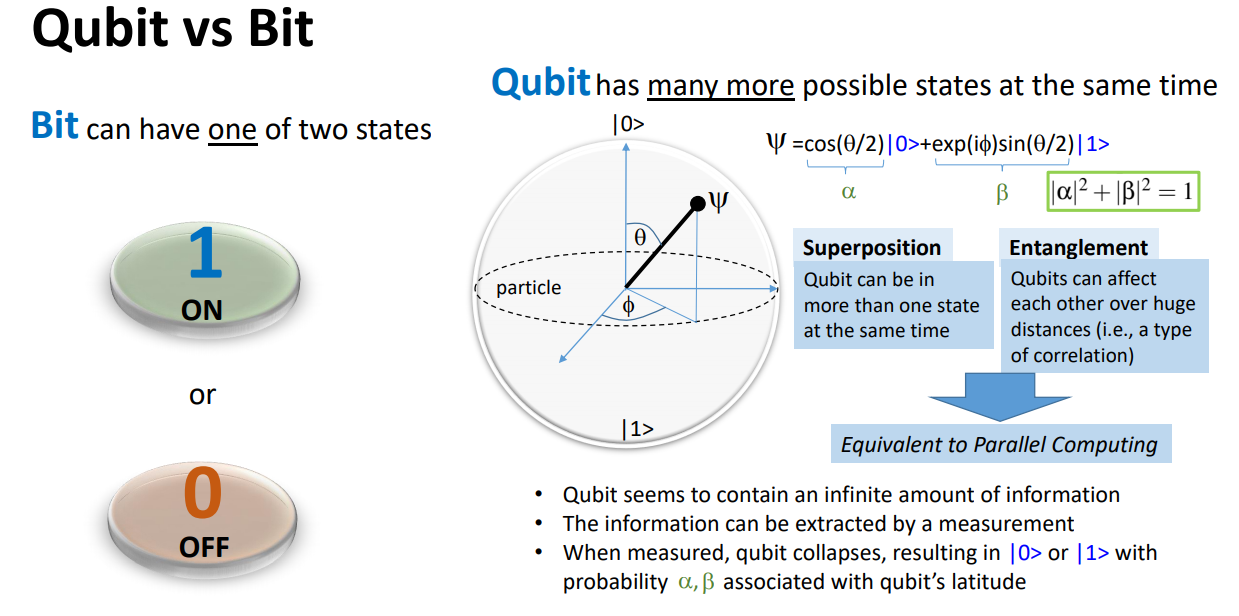 Qubit vs Bit
Bit can have one of two states
1
ON
or
0
OFF
Qubit has many more possible states at the same time
|0>
ψ
θ
particle
ϕ
|1>
ψ =cos(θ/2)|0>+exp(iϕ)sin(θ/2)|1>
α
β
|α|² + |β|² = 1
Superposition
Qubit can be in
more than one state
at the same time
Entanglement
Qubits can affect
each other over huge
distances (i.e., a type
of correlation)
Equivalent to Parallel Computing
• Qubit seems to contain an infinite amount of information
• The information can be extracted by a measurement
• When measured, qubit collapses, resulting in |0> or |1> with
probability α,β associated with qubit's latitude